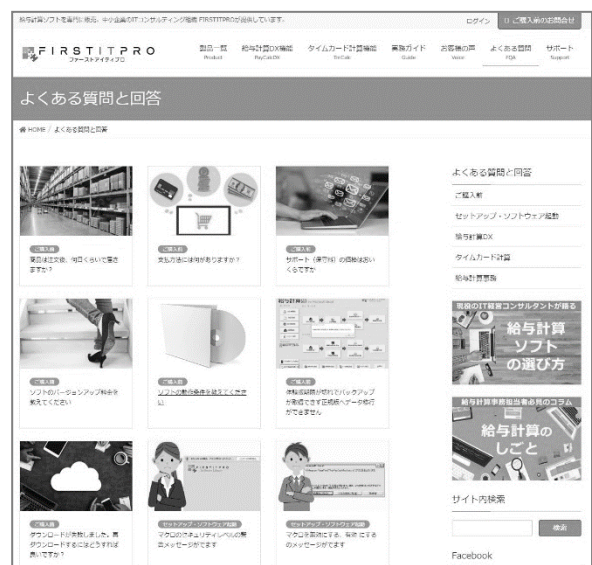 給与計算ソフトを専門に販売、中小企業のITコンサルティング機構 FIRSTITPROが提供しています。
ログイン
ご購入前のお問合せ
FIRSTITPRO
ファーストアイティプロ
製品一覧
Product
給与計算DX機能
PayCalcDX
タイムカード計算機能
TimCalc
業務ガイド
Guide
お客様の声
Voice
よくある質問
FQA
サポート
Support
よくある質問と回答
HOME / よくある質問と回答
ご購入前
商品は注文後、何日くらいで届き
ますか?
ご購入前
支払方法には何がありますか?
ご購入前
サポート(保守料)の価格はおい
くらですか
ご購入前
ソフトのバージョンアップ料金を
教えてください
ご購入前
ソフトの動作条件を教えてくださ
い
ご購入前
体験版期限が切れてバックアップ
が取得できず正規版へデータ移行
ができません
ご購入前
ダウンロードが失敗しました。再
ダウンロードするにはどうすれば
良いですか?
セットアップ・ソフトウェア起動
マクロのセキュリティレベルの警
告メッセージがでます
セットアップ・ソフトウェア起動
マクロを無効にする、有効にする
のメッセージがでます
よくある質問と回答
ご購入前
セットアップ・ソフトウェア起動
給与計算DX
タイムカード計算
給与計算事務
現役のIT経営コンサルタントが語る
給与計算
ソフト
の選び方
給与計算事務担当者必見のコラム
給与計算の
しごと
サイト内検索
検索
Facebook